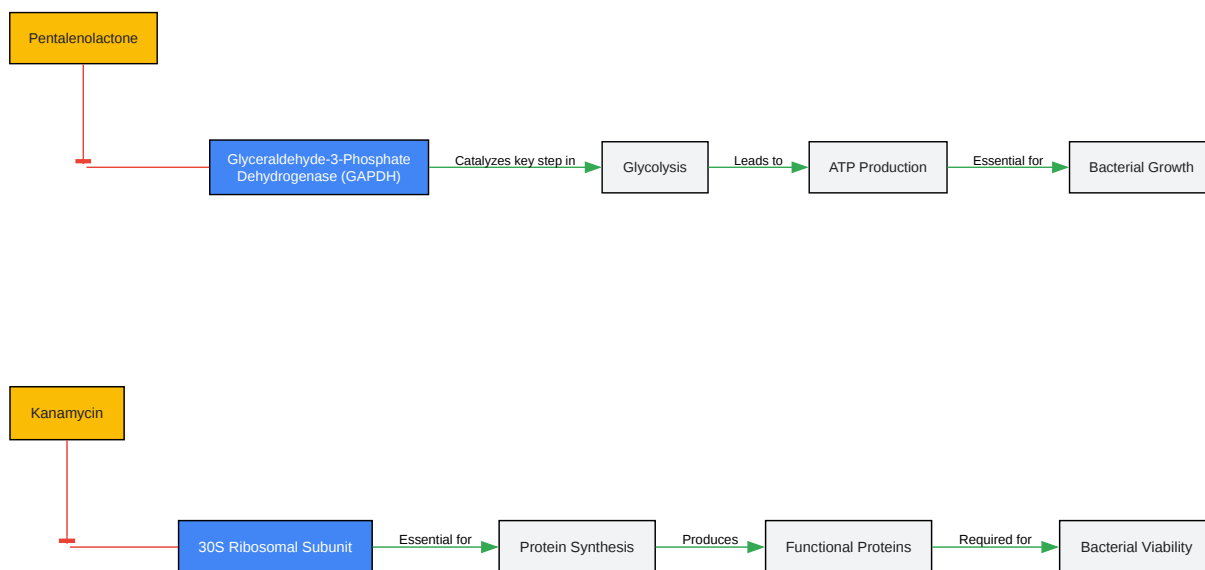 Pentalenolactone
Glyceraldehyde-3-Phosphate
Dehydrogenase (GAPDH)
Catalyzes key step in
Glycolysis
Leads to
ATP Production
Essential for
Bacterial Growth
Kanamycin
30S Ribosomal Subunit
Essential for
Protein Synthesis
Produces
Functional Proteins
Required for
Bacterial Viability